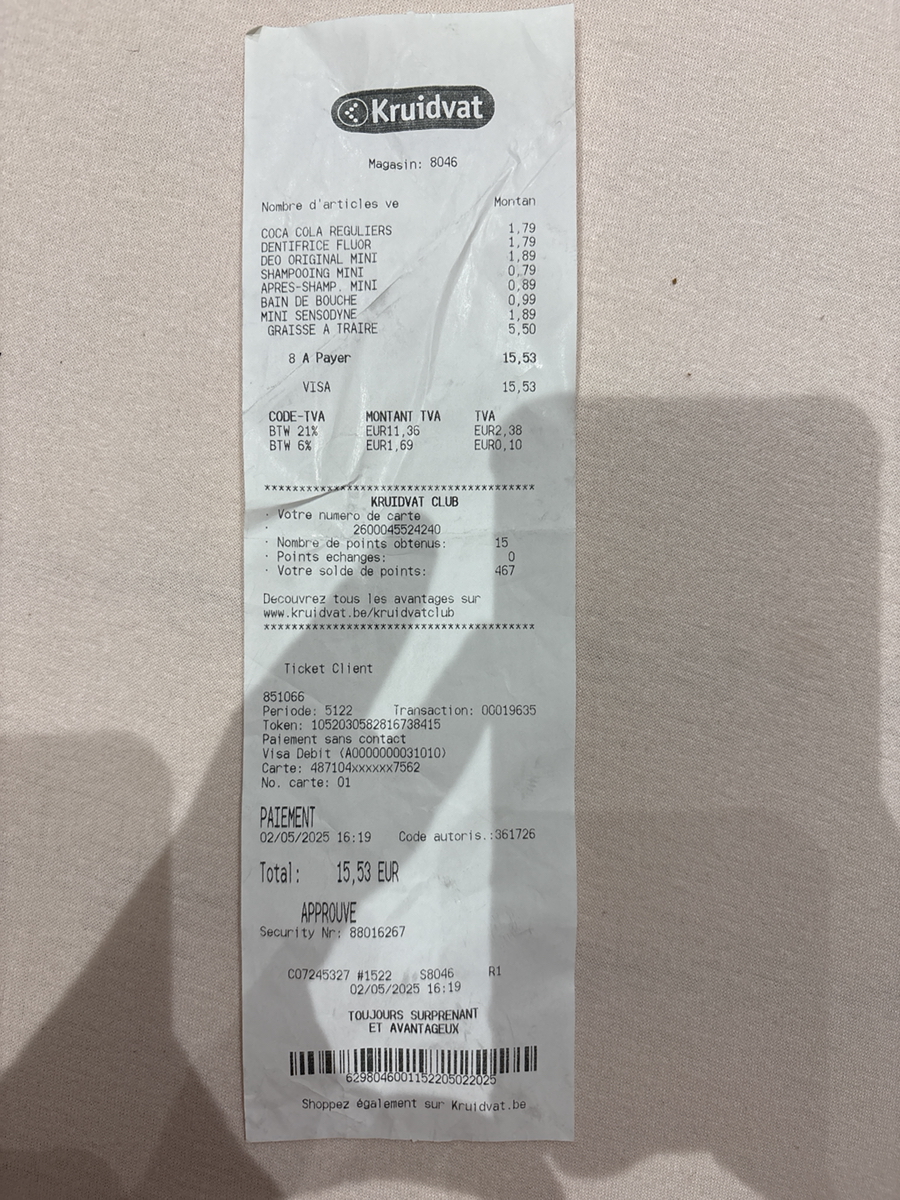 Kruidvat
Magasin: 8046
Nombre d'articles ve Montan
COCA COLA REGULIERS 1,79
DENTIFRICE FLUOR 1,79
DEO ORIGINAL MINI 1,89
SHAMPOOING MINI 0,79
APRES-SHAMP. MINI 0,89
BAIN DE BOUCHE 0,99
MINI SENSODYNE 1,89
GRAISSE A TRAIRE 5,50
8 A Payer 15,53
VISA 15,53
CODE-TVA MONTANT TVA TVA
BTW 21% EUR11,36 EUR2,38
BTW 6% EUR1,69 EUR0,10
***************************************
KRUIDVAT CLUB
· Votre numero de carte
· 2600045524240
· Nombre de points obtenus: 15
· Points echanges: 0
· Votre solde de points: 467
Decouvrez tous les avantages sur
www.kruidvat.be/kruidvatclub
***************************************
Ticket Client
851066
Periode: 5122 Transaction: 00019635
Token: 1052030582816738415
Paiement sans contact
Visa Debit (A0000000031010)
Carte: 487104xxxxxx7562
No. carte: 01
PAIEMENT
02/05/2025 16:19 Code autoris.:361726
Total: 15,53 EUR
APPROUVE
Security Nr: 88016267
C07245327 #1522 S8046 R1
02/05/2025 16:19
TOUJOURS SURPRENANT
ET AVANTAGEUX
6298046001152205022025
Shoppez également sur Kruidvat.be